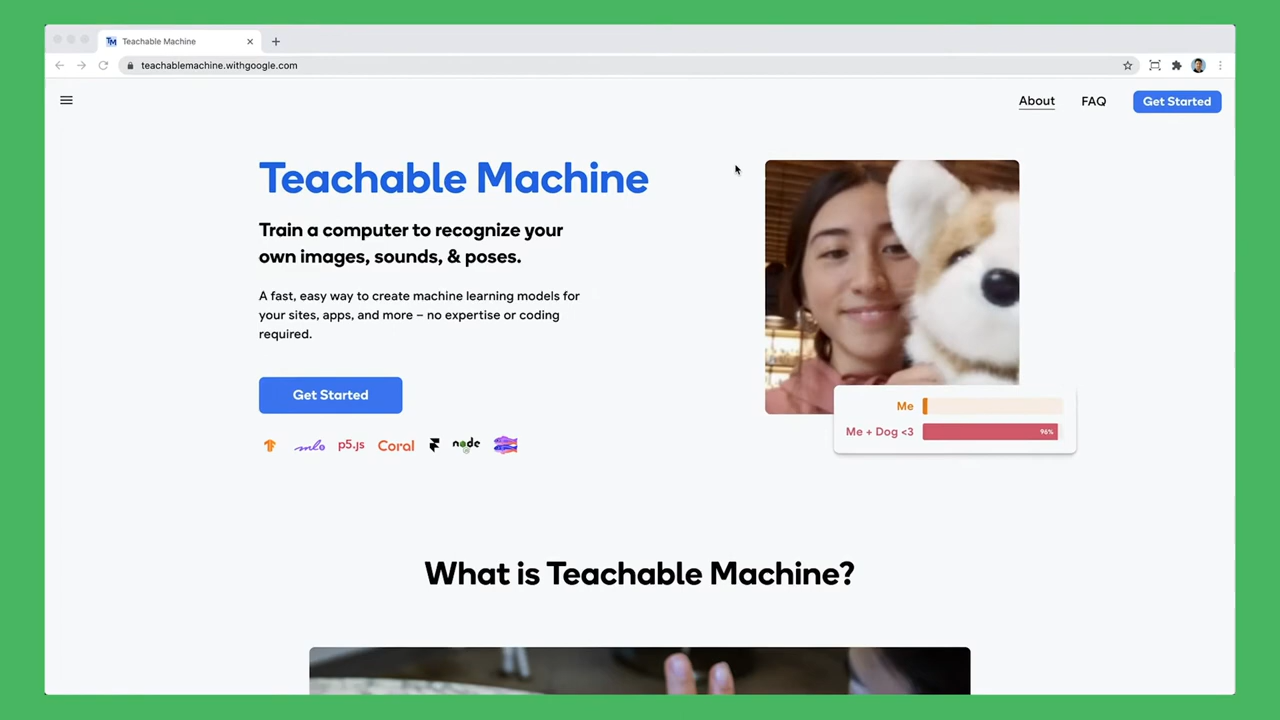 Teachable Machine
teachablemachine.withgoogle.com
About
FAQ
Get Started
Teachable Machine
Train a computer to recognize your
own images, sounds, & poses.
A fast, easy way to create machine learning models for
your sites, apps, and more – no expertise or coding
required.
Get Started
mlo
p5.js
Coral
node
Me
Me + Dog <3
96%
What is Teachable Machine?